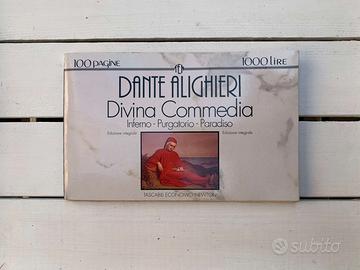 100 PAGINE
1000 LIRE
DANTE ALIGHIERI
Divina Commedia
Inferno - Purgatorio - Paradiso
Edizione integrale
Edizione integrale
TASCABILI ECONOMICI NEWTON
subito